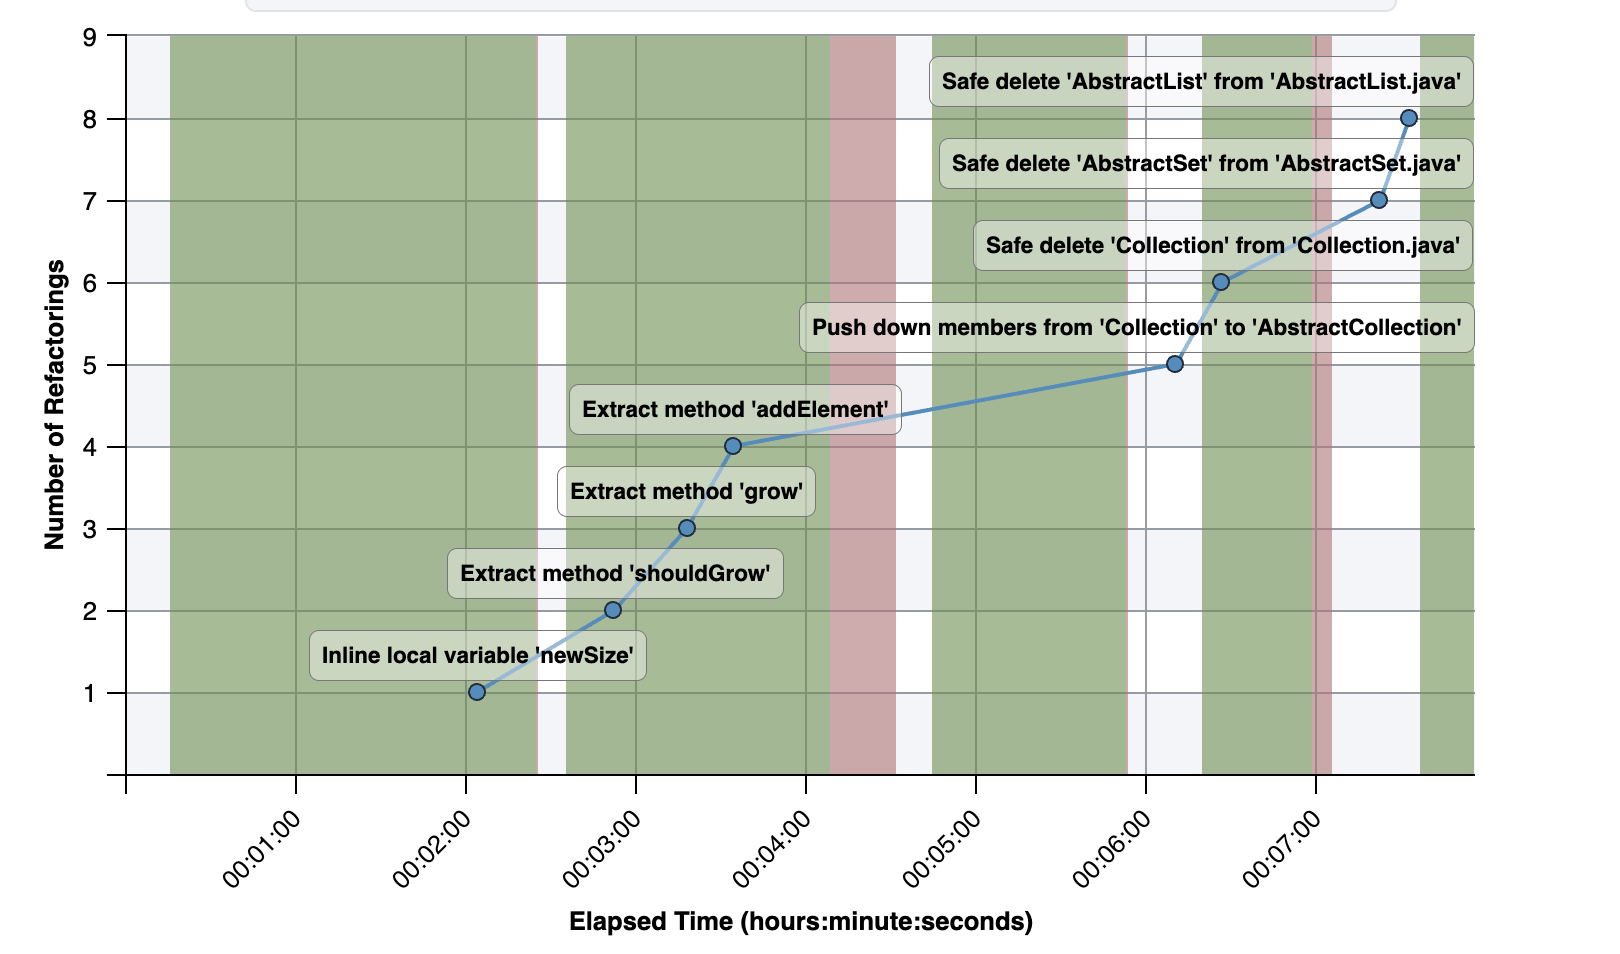 9
Safe delete 'AbstractList' from 'AbstractList.java'
8
Safe delete 'AbstractSet' from 'AbstractSet.java'
7
Safe delete 'Collection' from 'Collection.java'
6
Push down members from 'Collection' to 'AbstractCollection'
5
Extract method 'addElement'
4
Extract method 'grow'
3
Extract method 'shouldGrow'
2
Inline local variable 'newSize'
1
Number of Refactorings
00:01:00
00:02:00
00:03:00
00:04:00
00:05:00
00:06:00
00:07:00
Elapsed Time (hours:minute:seconds)